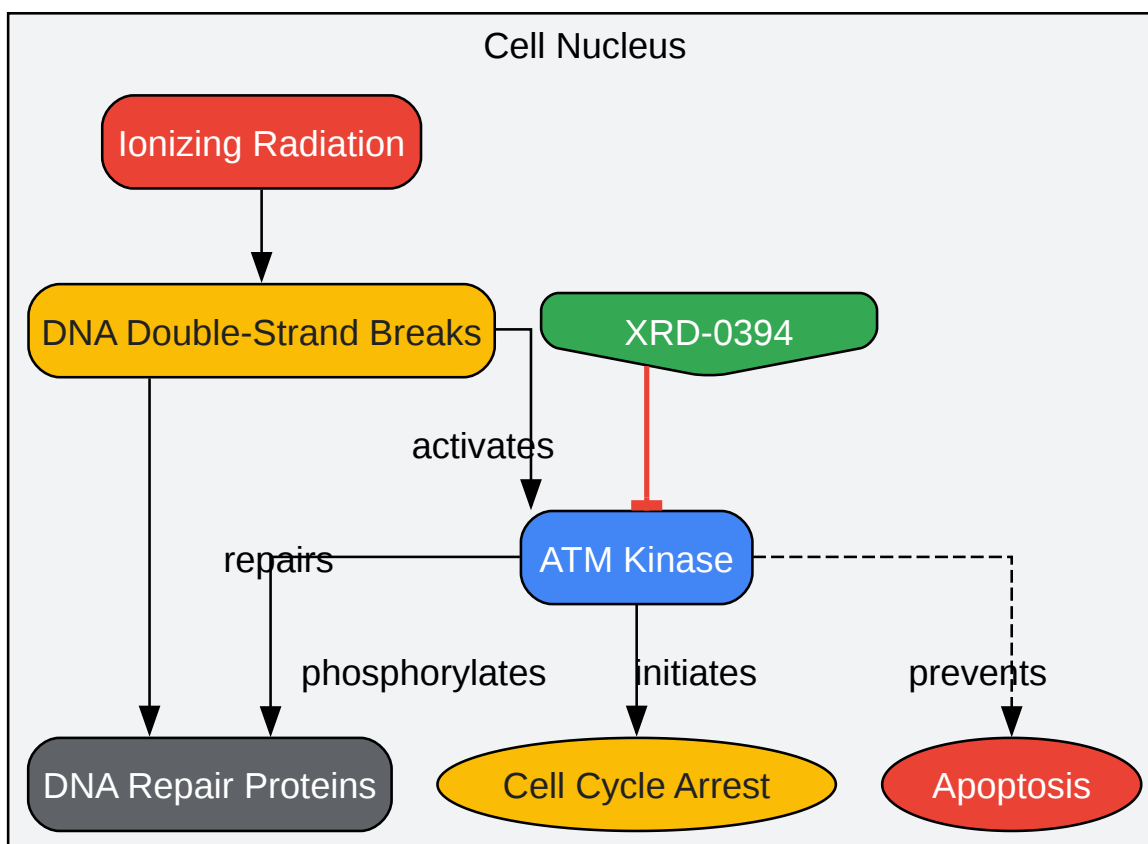 Cell Nucleus
Ionizing Radiation
DNA Double-Strand Breaks
XRD-0394
activates
repairs
ATM Kinase
phosphorylates
initiates
prevents
DNA Repair Proteins
Cell Cycle Arrest
Apoptosis